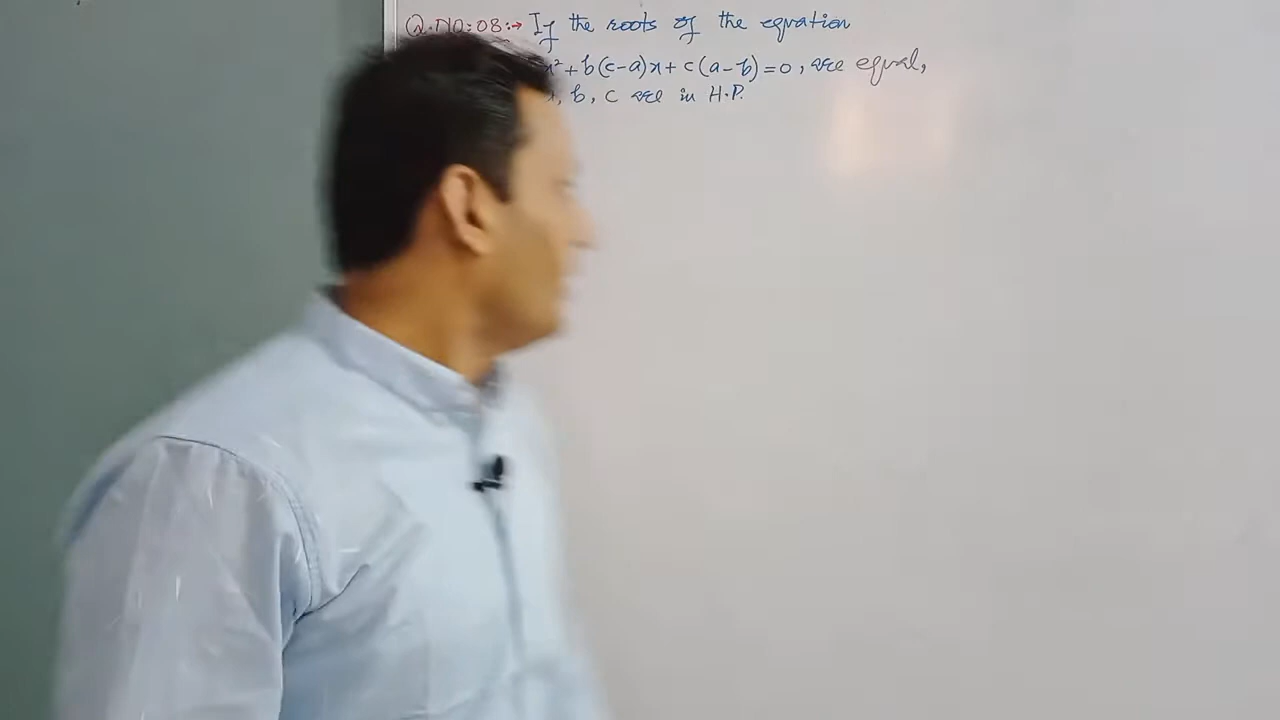 Q.NO:08:→ If the roots of the equation
x²+b(c-a)x+c(a-b)=0, are equal,
, b, c are in H.P.